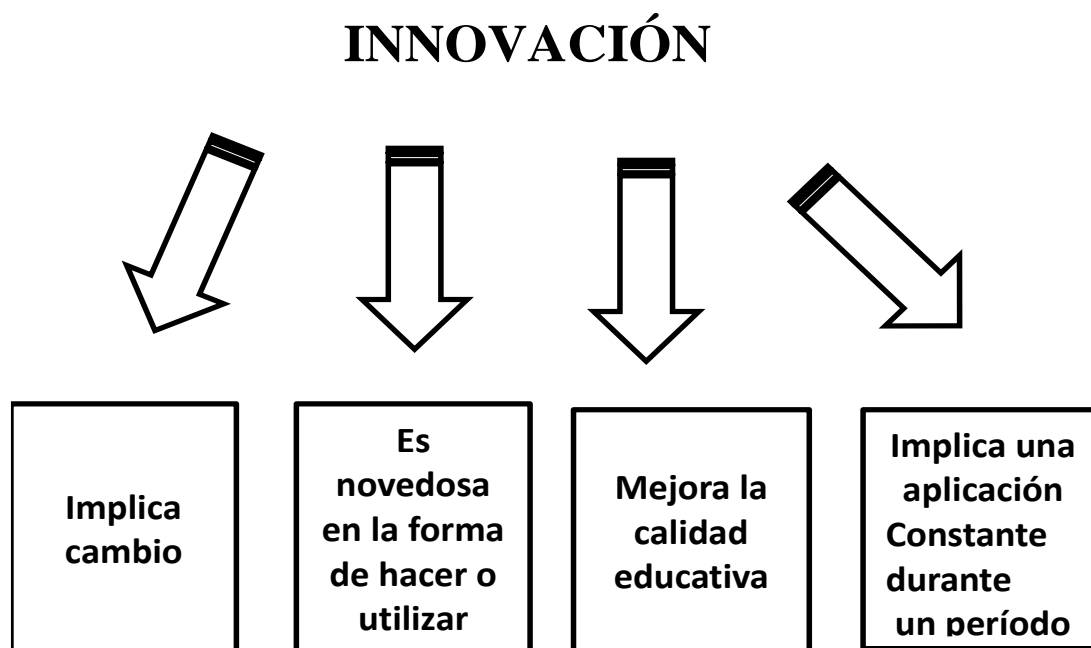 INNOVACIÓN
Implica
cambio
Es
novedosa
en la forma
de hacer o
utilizar
Mejora la
calidad
educativa
Implica una
aplicación
Constante
durante
un período